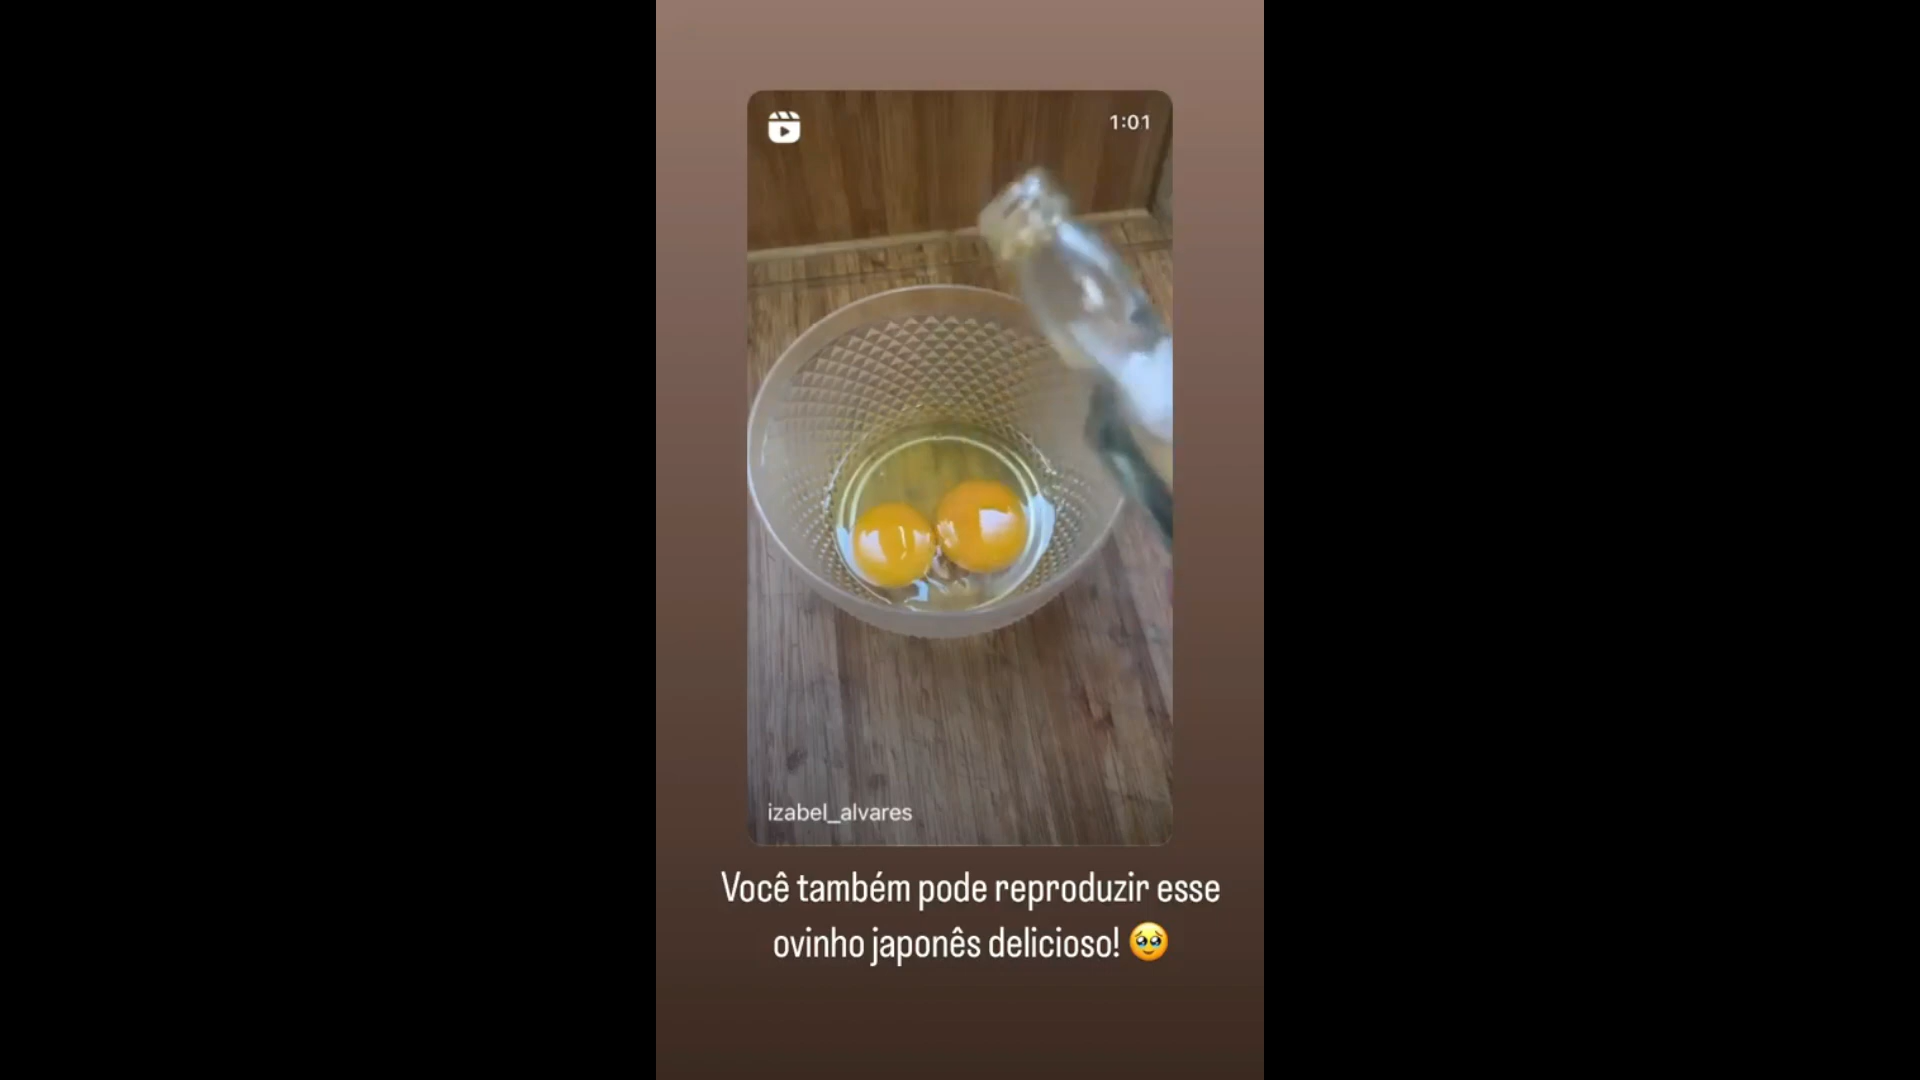 1:01
izabel_alvares
Você também pode reproduzir esse
ovinho japonês delicioso! 🥹